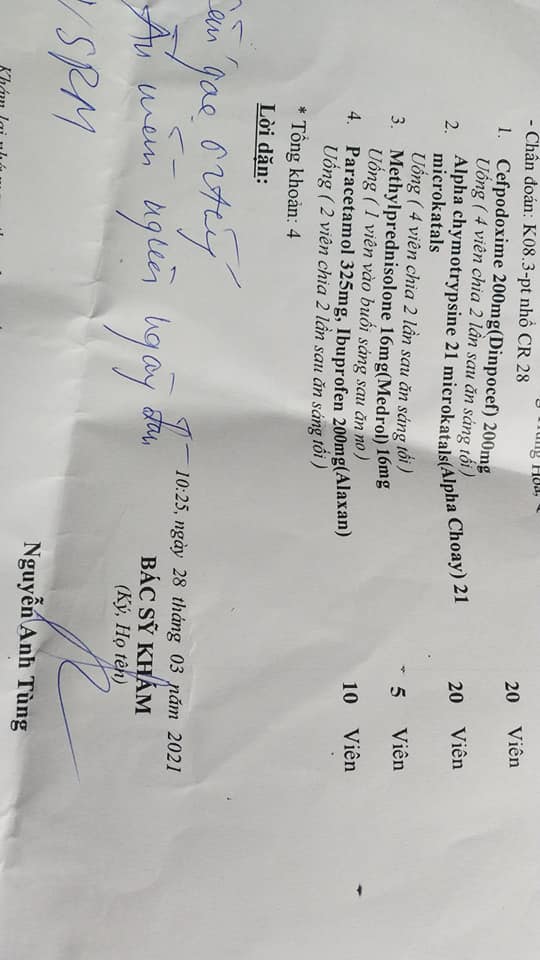 Trung Hòa,
- Chẩn đoán: K08.3-pt nhổ CR 28
1. Cefpodoxime 200mg(Dinpocef) 200mg 20 Viên
Uống ( 4 viên chia 2 lần sau ăn sáng tối )
2. Alpha chymotrypsine 21 microkatals(Alpha Choay) 21 20 Viên
microkatals
Uống ( 4 viên chia 2 lần sau ăn sáng tối )
3. Methylprednisolone 16mg(Medrol) 16mg 5 Viên
Uống ( 1 viên vào buổi sáng sau ăn no )
4. Paracetamol 325mg, Ibuprofen 200mg(Alaxan) 10 Viên
Uống ( 2 viên chia 2 lần sau ăn sáng tối )
* Tổng khoản: 4
Lời dặn:
gạc
Ăn mềm nguội ngày đầu
VSRM
10:25, ngày 28 tháng 03 năm 2021
BÁC SỸ KHÁM
(Ký, Họ tên)
Nguyễn Anh Tùng
Khám lại